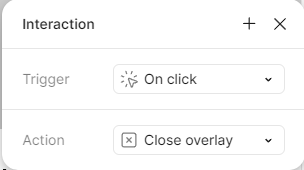 Interaction
Trigger On click
Action Close overlay